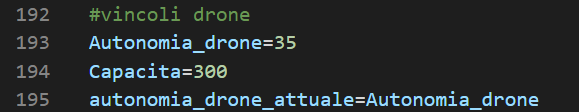 192 #vincoli drone
193 Autonomia_drone=35
194 Capacita=300
195 autonomia_drone_attuale=Autonomia_drone